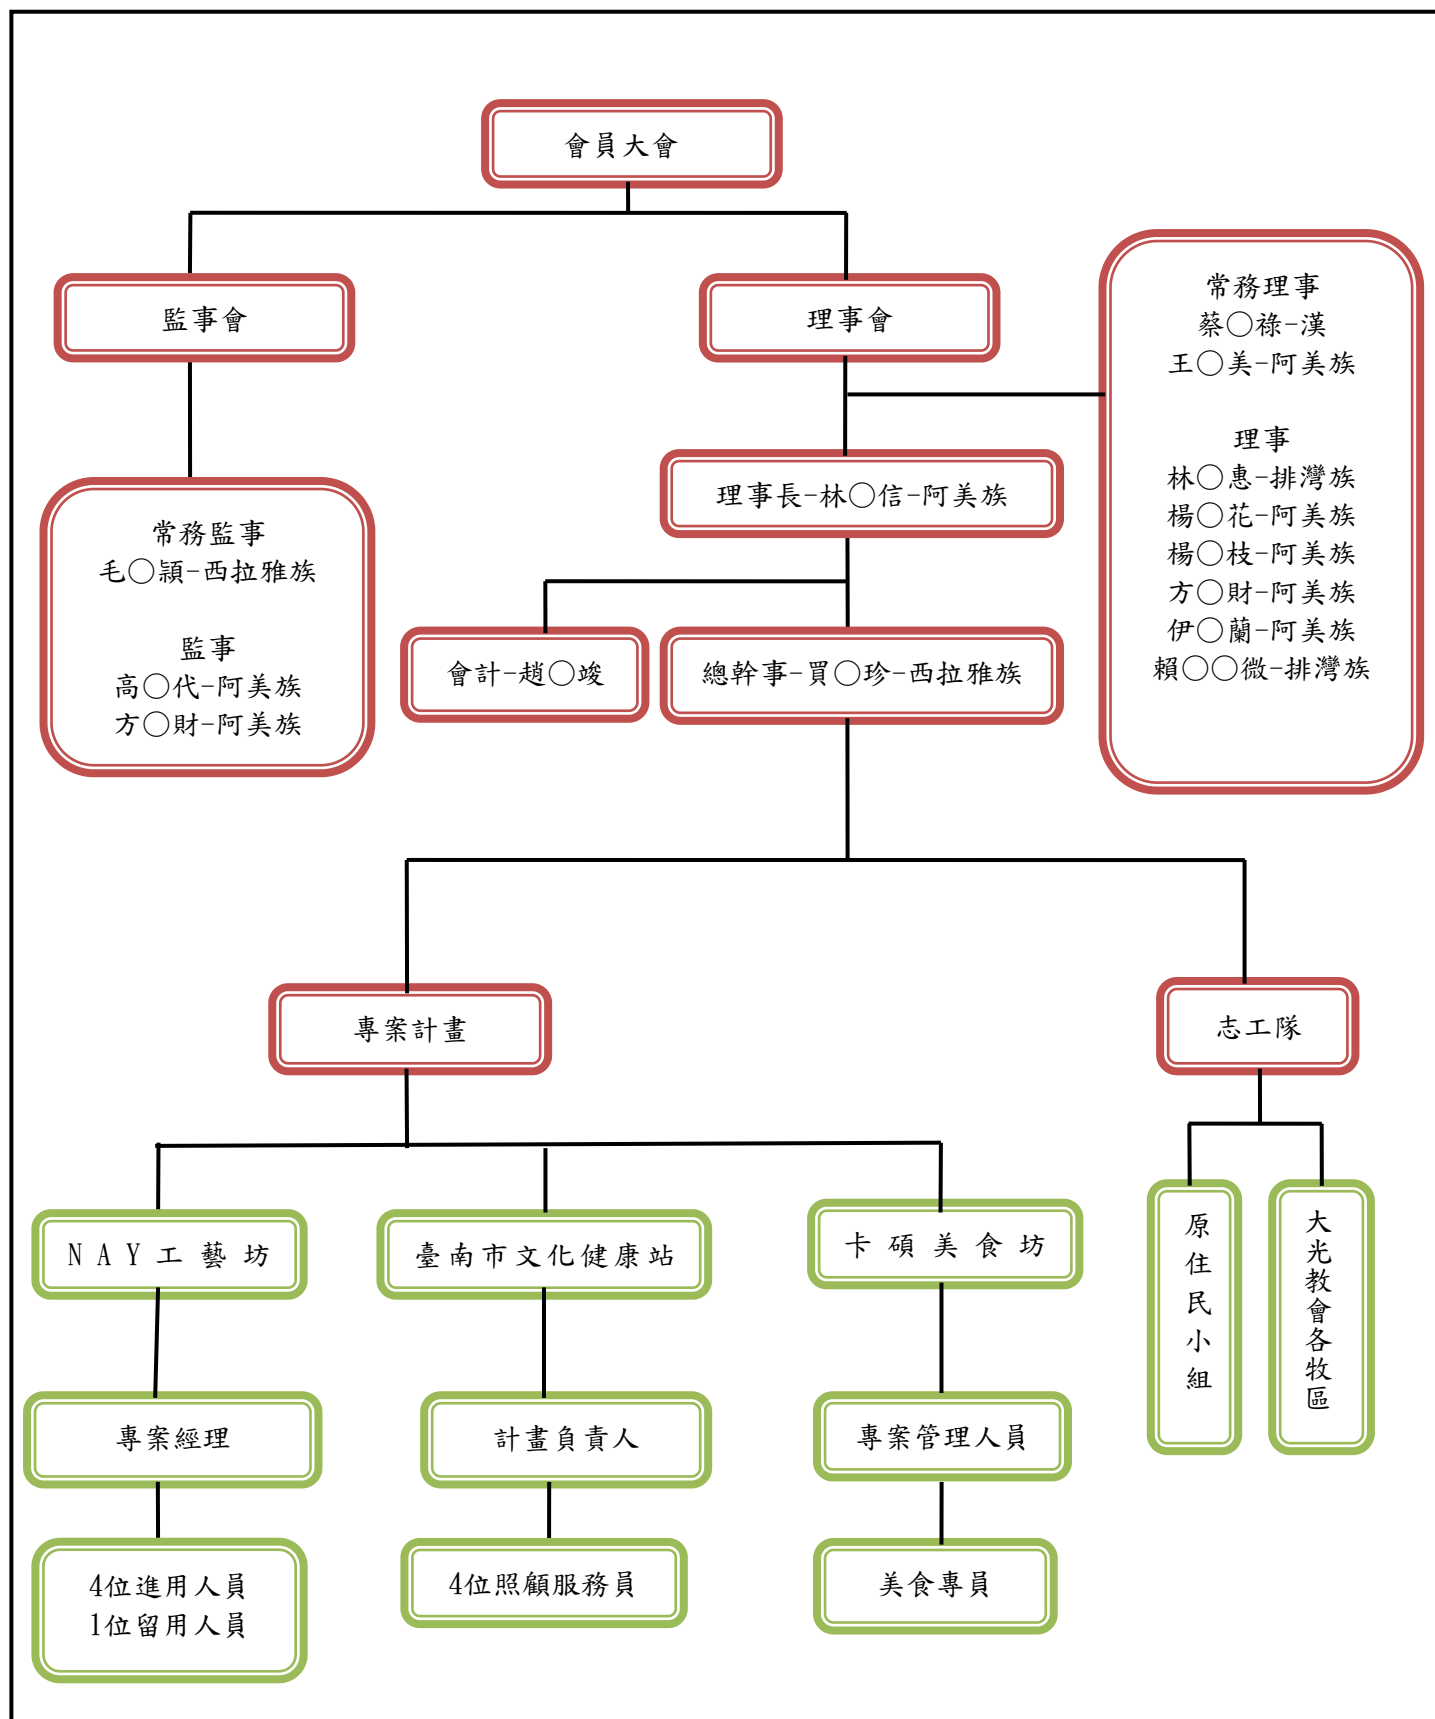 會員大會
監事會
理事會
常務理事
蔡○祿-漢
王○美-阿美族
理事
林○惠-排灣族
楊○花-阿美族
楊○枝-阿美族
方○財-阿美族
伊○蘭-阿美族
賴○○微-排灣族
理事長-林○信-阿美族
常務監事
毛○頴-西拉雅族
監事
高○代-阿美族
方○財-阿美族
會計-趙○竣
總幹事-買○珍-西拉雅族
專案計畫
志工隊
NAY工藝坊
臺南市文化健康站
卡碩美食坊
原住民小組
大光教會各牧區
專案經理
計畫負責人
專案管理人員
4位進用人員
1位留用人員
4位照顧服務員
美食專員